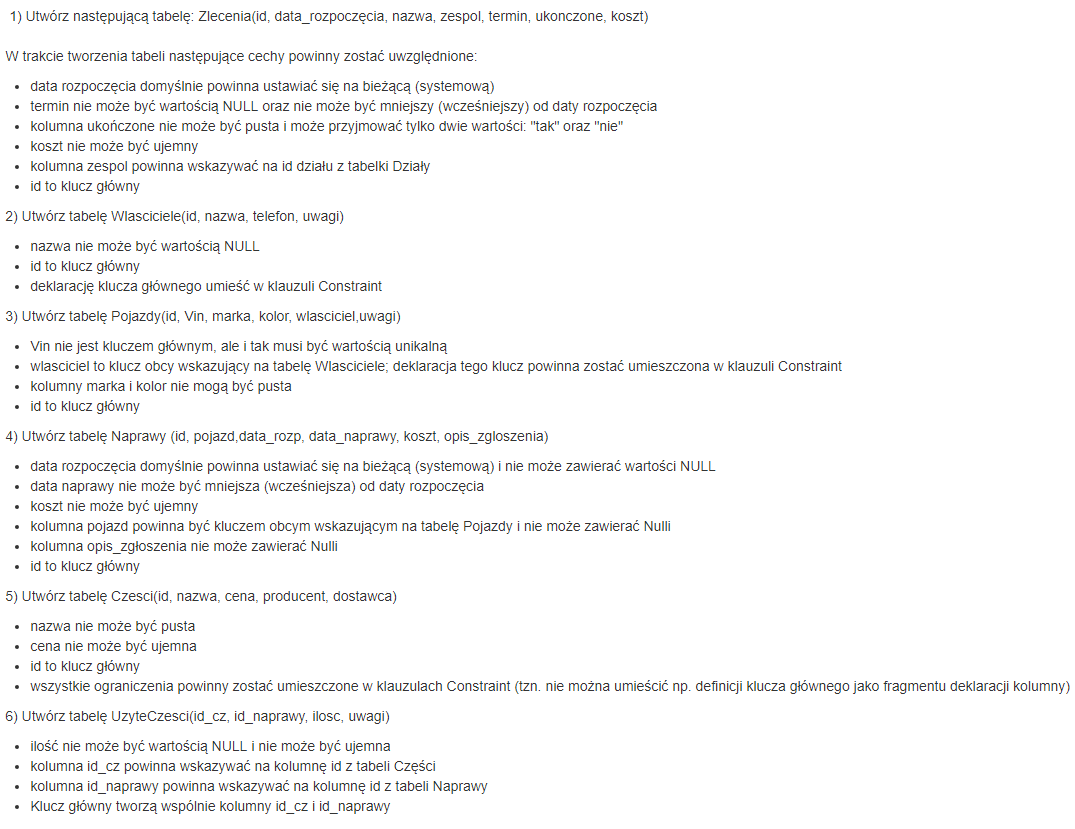 1) Utwórz następującą tabelę: Zlecenia(id, data_rozpoczęcia, nazwa, zespol, termin, ukonczone, koszt)
W trakcie tworzenia tabeli następujące cechy powinny zostać uwzględnione:
• data rozpoczęcia domyślnie powinna ustawiać się na bieżącą (systemową)
• termin nie może być wartością NULL oraz nie może być mniejszy (wcześniejszy) od daty rozpoczęcia
• kolumna ukończone nie może być pusta i może przyjmować tylko dwie wartości: "tak" oraz "nie"
• koszt nie może być ujemny
• kolumna zespol powinna wskazywać na id działu z tabelki Działy
• id to klucz główny
2) Utwórz tabelę Wlasciciele(id, nazwa, telefon, uwagi)
• nazwa nie może być wartością NULL
• id to klucz główny
• deklarację klucza głównego umieść w klauzuli Constraint
3) Utwórz tabelę Pojazdy(id, Vin, marka, kolor, wlasciciel,uwagi)
• Vin nie jest kluczem głównym, ale i tak musi być wartością unikalną
• wlasciciel to klucz obcy wskazujący na tabelę Wlasciciele; deklaracja tego klucz powinna zostać umieszczona w klauzuli Constraint
• kolumny marka i kolor nie mogą być pusta
• id to klucz główny
4) Utwórz tabelę Naprawy (id, pojazd,data_rozp, data_naprawy, koszt, opis_zgloszenia)
• data rozpoczęcia domyślnie powinna ustawiać się na bieżącą (systemową) i nie może zawierać wartości NULL
• data naprawy nie może być mniejsza (wcześniejsza) od daty rozpoczęcia
• koszt nie może być ujemny
• kolumna pojazd powinna być kluczem obcym wskazującym na tabelę Pojazdy i nie może zawierać Nulli
• kolumna opis_zgłoszenia nie może zawierać Nulli
• id to klucz główny
5) Utwórz tabelę Czesci(id, nazwa, cena, producent, dostawca)
• nazwa nie może być pusta
• cena nie może być ujemna
• id to klucz główny
• wszystkie ograniczenia powinny zostać umieszczone w klauzulach Constraint (tzn. nie można umieścić np. definicji klucza głównego jako fragmentu deklaracji kolumny)
6) Utwórz tabelę UzyteCzesci(id_cz, id_naprawy, ilosc, uwagi)
• ilość nie może być wartością NULL i nie może być ujemna
• kolumna id_cz powinna wskazywać na kolumnę id z tabeli Części
• kolumna id_naprawy powinna wskazywać na kolumnę id z tabeli Naprawy
• Klucz główny tworzą wspólnie kolumny id_cz i id_naprawy